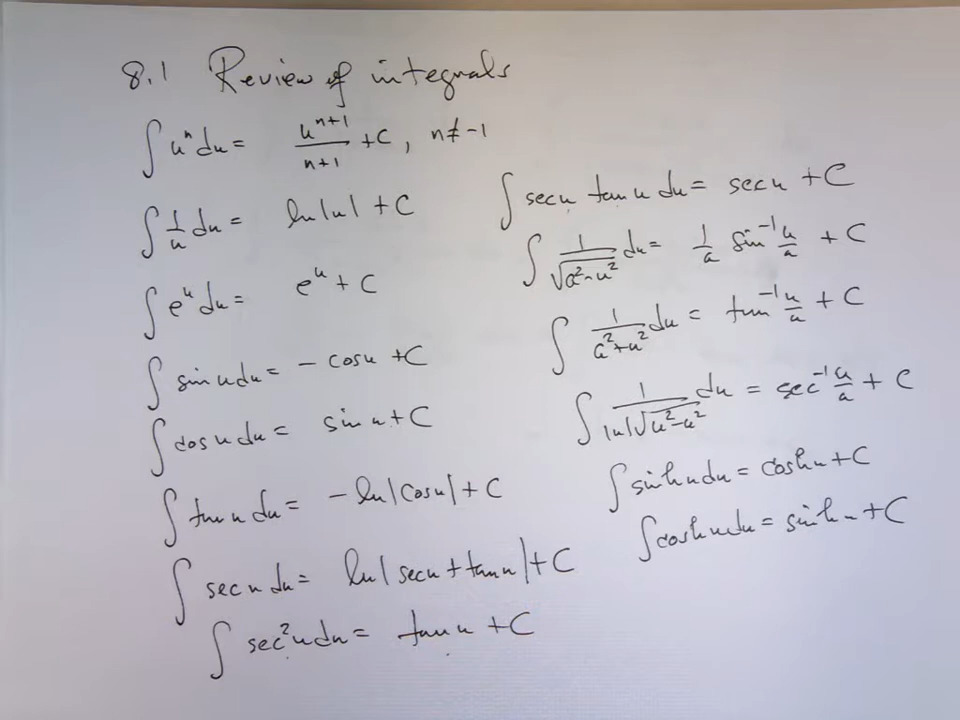 8.1 Review of integrals
∫ uⁿ du = uⁿ⁺¹/(n+1) + C, n ≠ -1
∫ 1/u du = ln|u| + C
∫ eᵘ du = eᵘ + C
∫ sin u du = - cos u + C
∫ cos u du = sin u + C
∫ tan u du = - ln|cos u| + C
∫ sec u du = ln|sec u + tan u| + C
∫ sec² u du = tan u + C
∫ sec u tan u du = sec u + C
∫ 1/√(a²-u²) du = 1/a sin⁻¹ u/a + C
∫ 1/(a²+u²) du = tan⁻¹ u/a + C
∫ 1/(|u|√(u²-a²)) du = sec⁻¹ u/a + C
∫ sinh u du = cosh u + C
∫ cosh u du = sinh u + C